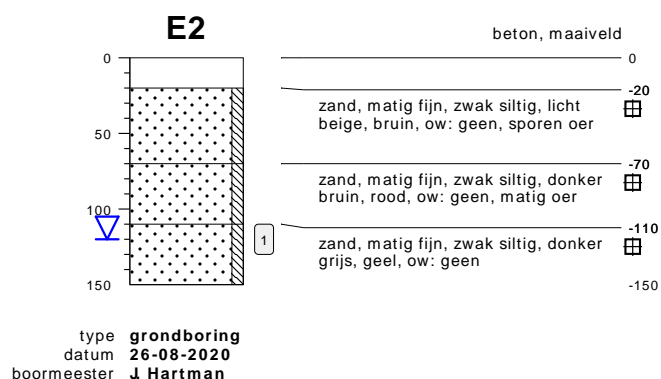 E2
beton, maaiveld
0
0
-20
zand, matig fijn, zwak siltig, licht
beige, bruin, ow: geen, sporen oer
50
-70
zand, matig fijn, zwak siltig, donker
bruin, rood, ow: geen, matig oer
100
-110
1
zand, matig fijn, zwak siltig, donker
grijs, geel, ow: geen
150
-150
type grondboring
datum 26-08-2020
boormeester J. Hartman